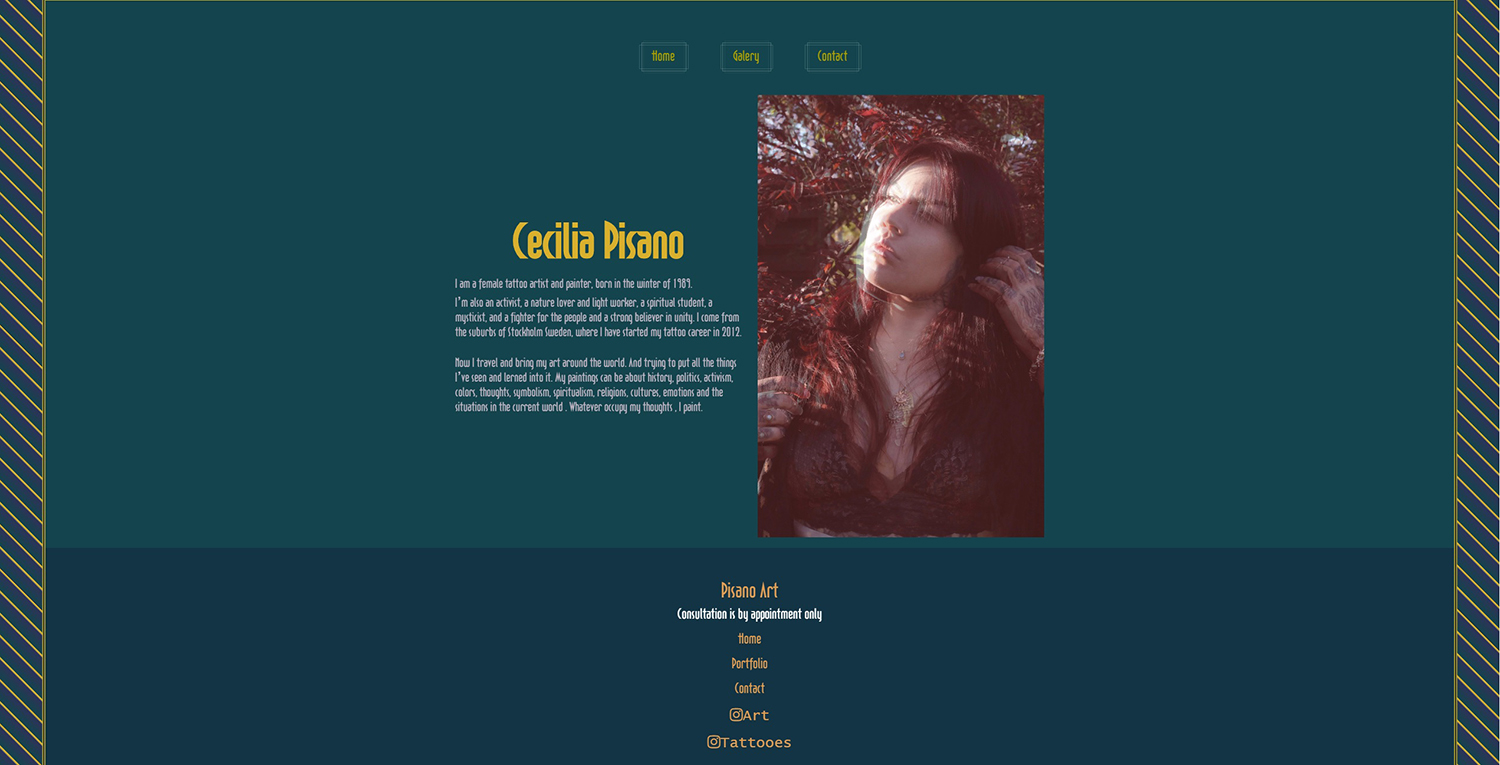 Home Galery Contact
Cecilia Pisano
I am a female tattoo artist and painter, born in the winter of 1989.
I'm also an activist, a nature lover and light worker, a spiritual student, a
mysticist, and a fighter for the people and a strong believer in unity. I come from
the suburbs of Stockholm Sweden, where I have started my tattoo career in 2012.
Now I travel and bring my art around the world. And trying to put all the things
I've seen and lerned into it. My paintings can be about history, politics, activism,
colors, thoughts, symbolism, spiritualism, religions, cultures, emotions and the
situations in the current world . Whatever occupy my thoughts , I paint.
Pisano Art
Consultation is by appointment only
Home
Portfolio
Contact
Art
Tattooes